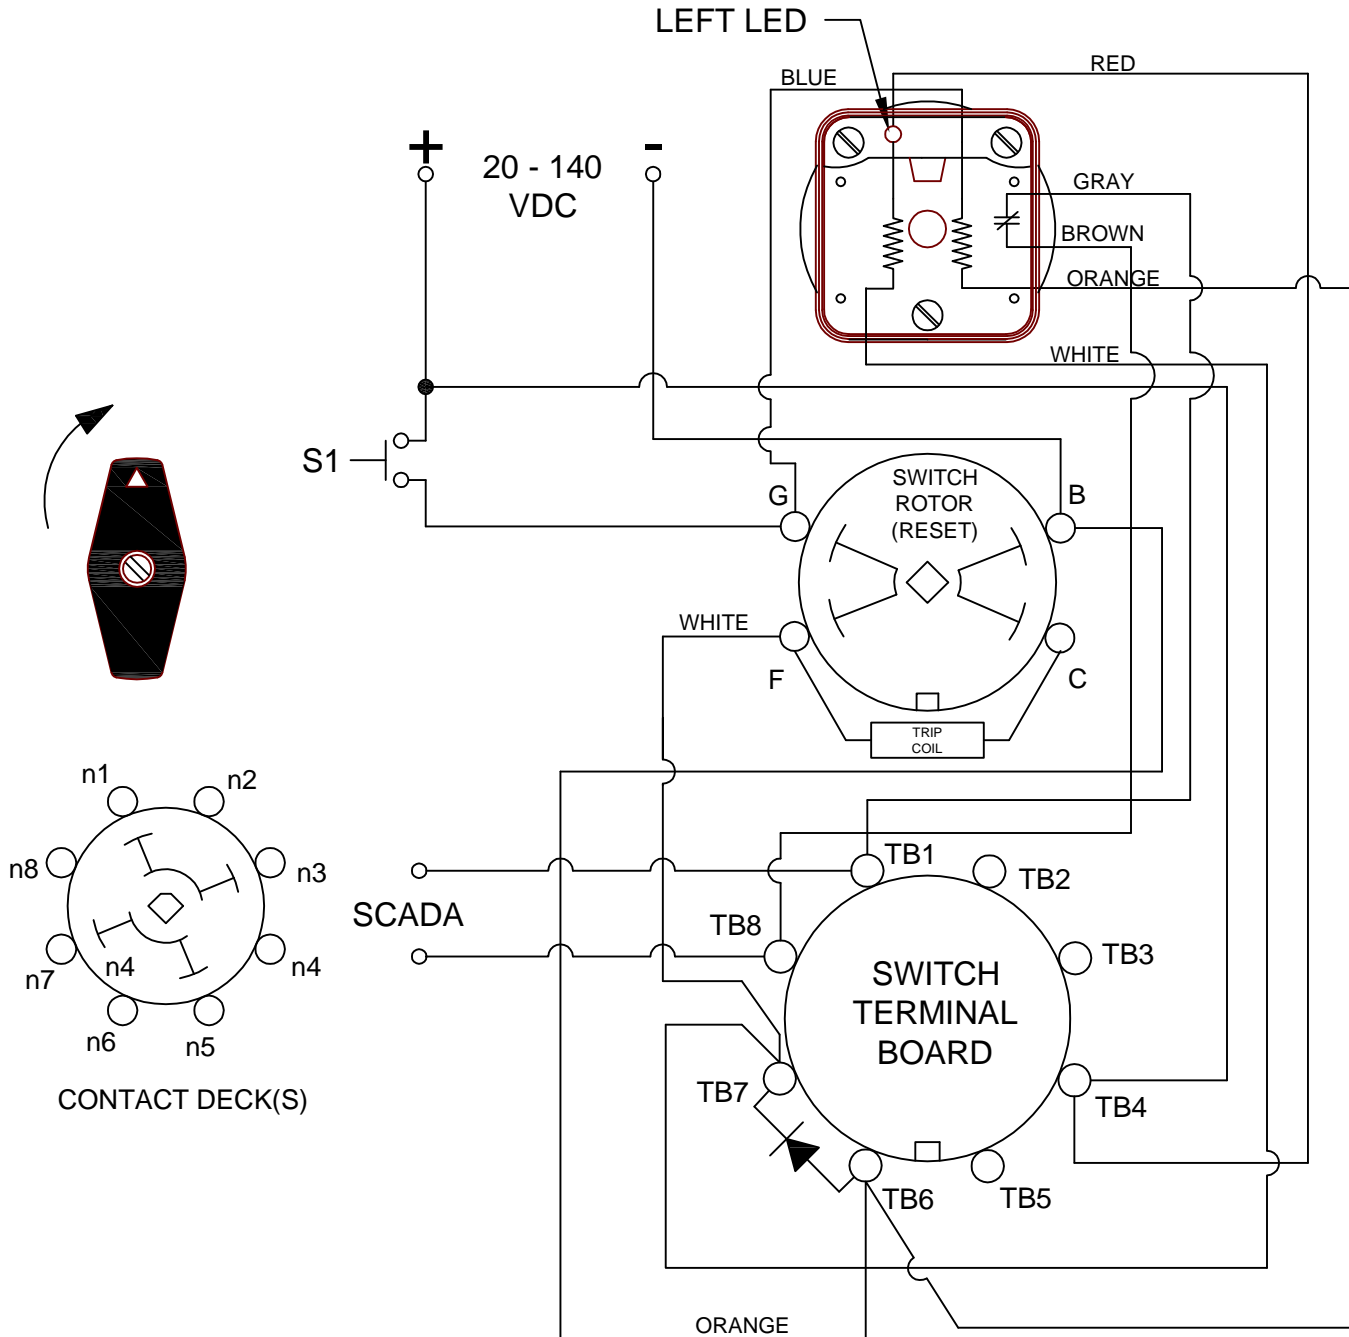 LEFT LED
RED
BLUE
+
-
20 - 140
VDC
GRAY
BROWN
ORANGE
WHITE
S1
G
SWITCH
ROTOR
(RESET)
B
WHITE
F
C
TRIP
COIL
n1
n2
n8
n3
n7
n4
n4
n6
n5
CONTACT DECK(S)
SCADA
TB1
TB2
TB8
TB3
SWITCH
TERMINAL
BOARD
TB7
TB4
TB6
TB5
ORANGE